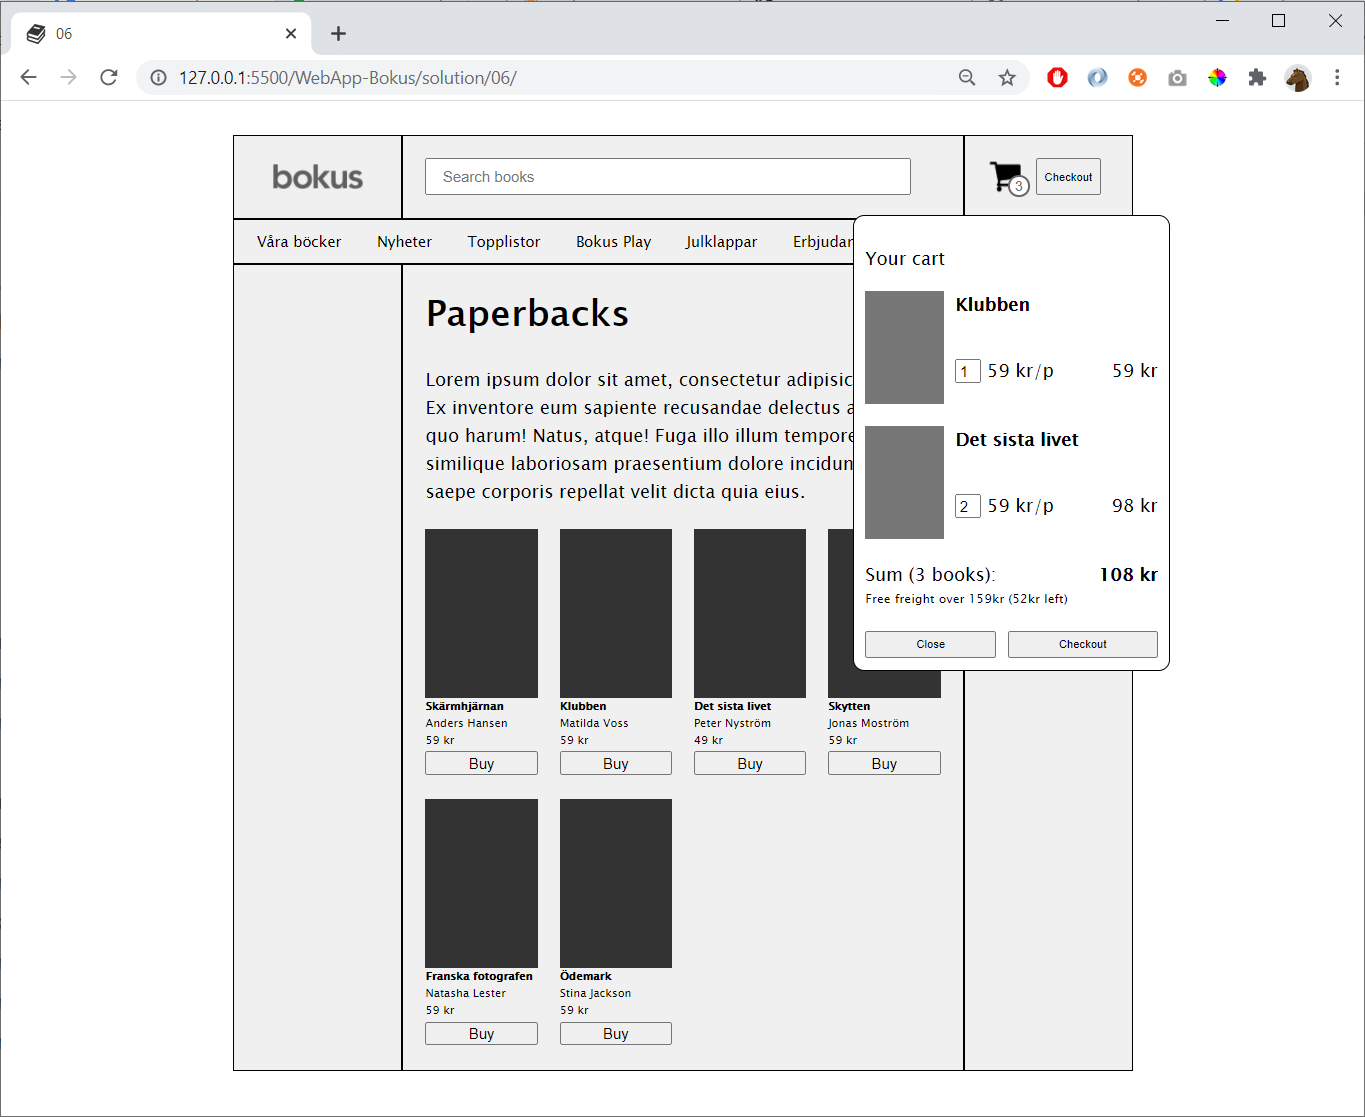 06
127.0.0.1:5500/WebApp-Bokus/solution/06/
bokus
Search books
3
Checkout
Våra böcker
Nyheter
Topplistor
Bokus Play
Julklappar
Erbjudan
Your cart
Klubben
1 59 kr/p 59 kr
Det sista livet
2 59 kr/p 98 kr
Sum (3 books): 108 kr
Free freight over 159kr (52kr left)
Close
Checkout
Paperbacks
Lorem ipsum dolor sit amet, consectetur adipisic
Ex inventore eum sapiente recusandae delectus a
quo harum! Natus, atque! Fuga illo illum tempore
similique laboriosam praesentium dolore incidun
saepe corporis repellat velit dicta quia eius.
Skärmhjärnan
Anders Hansen
59 kr
Buy
Klubben
Matilda Voss
59 kr
Buy
Det sista livet
Peter Nyström
49 kr
Buy
Skytten
Jonas Moström
59 kr
Buy
Franska fotografen
Natasha Lester
59 kr
Buy
Ödemark
Stina Jackson
59 kr
Buy